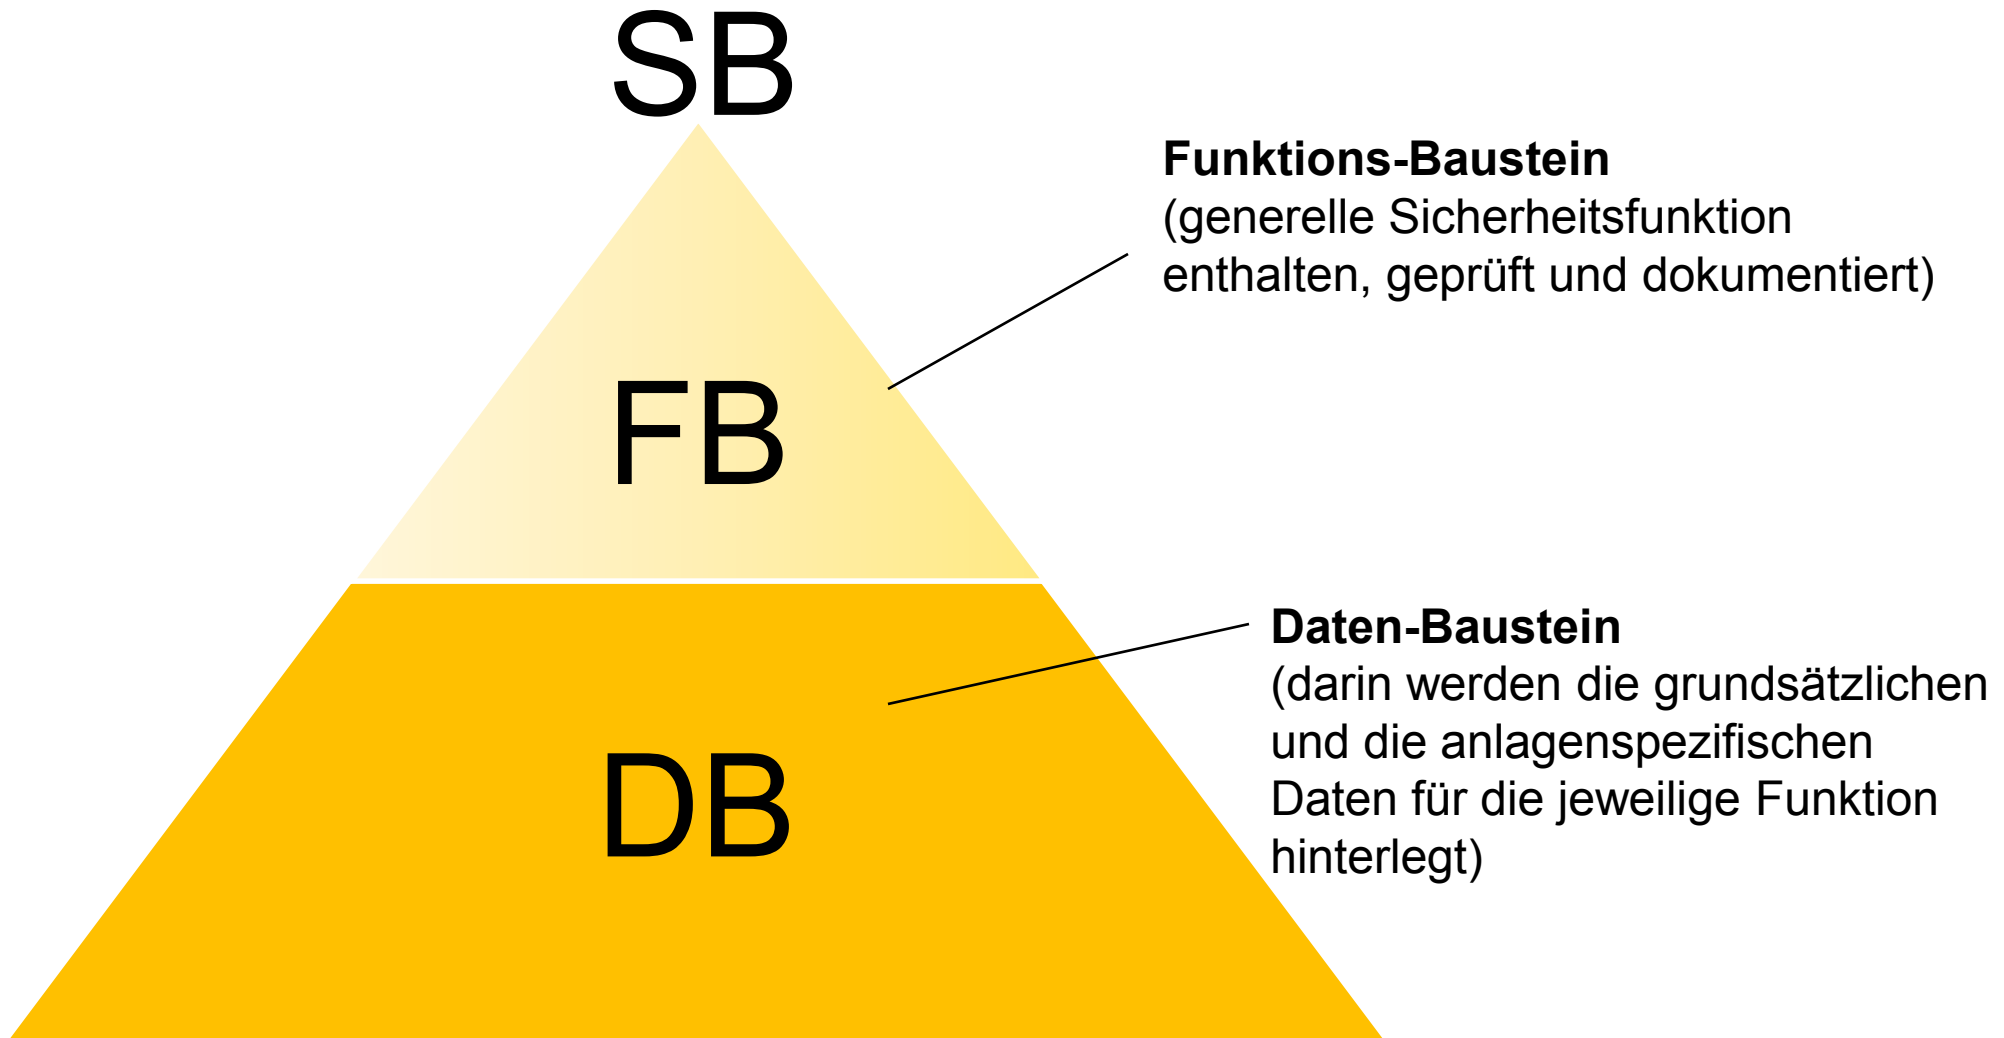 SB
Funktions-Baustein
(generelle Sicherheitsfunktion
enthalten, geprüft und dokumentiert)
FB
Daten-Baustein
(darin werden die grundsätzlichen
und die anlagenspezifischen
Daten für die jeweilige Funktion
hinterlegt)
DB